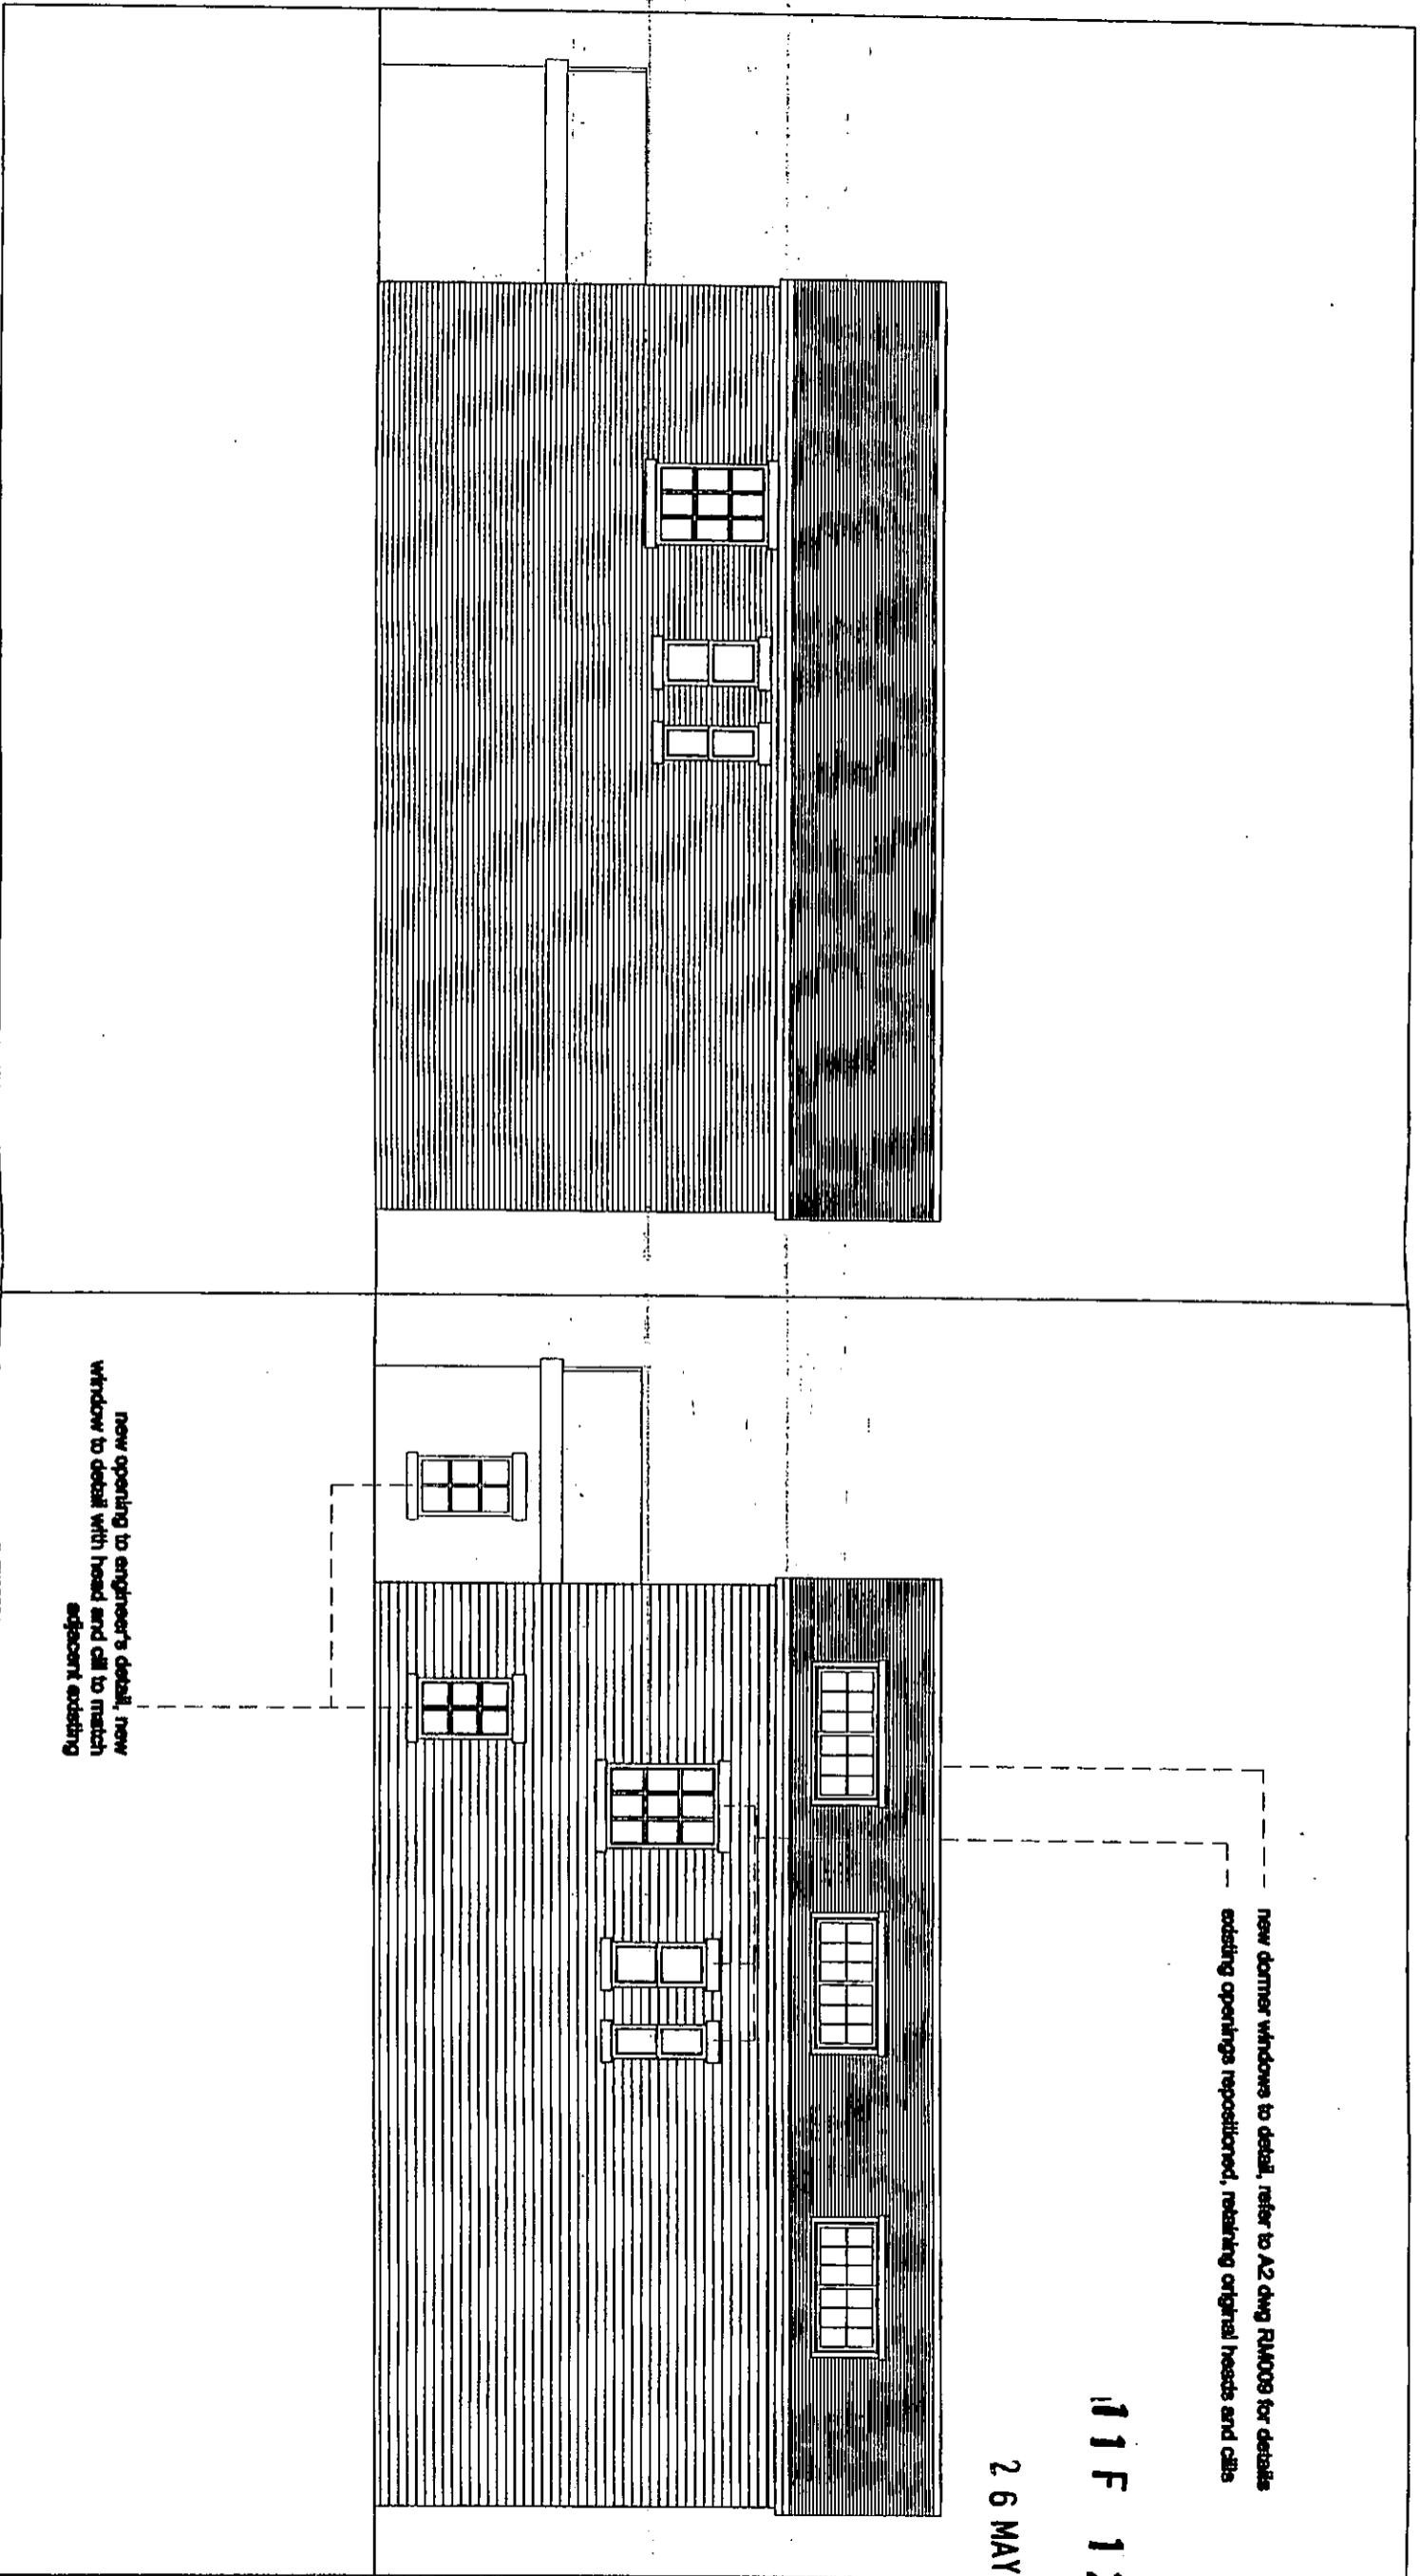 new dormer windows to detail, refer to A2 dwg RM009 for details
existing openings repositioned, retaining original heads and cills
11F 12
26 MAY
new opening to engineer's detail, new
window to detail with head and cill to match
adjacent existing